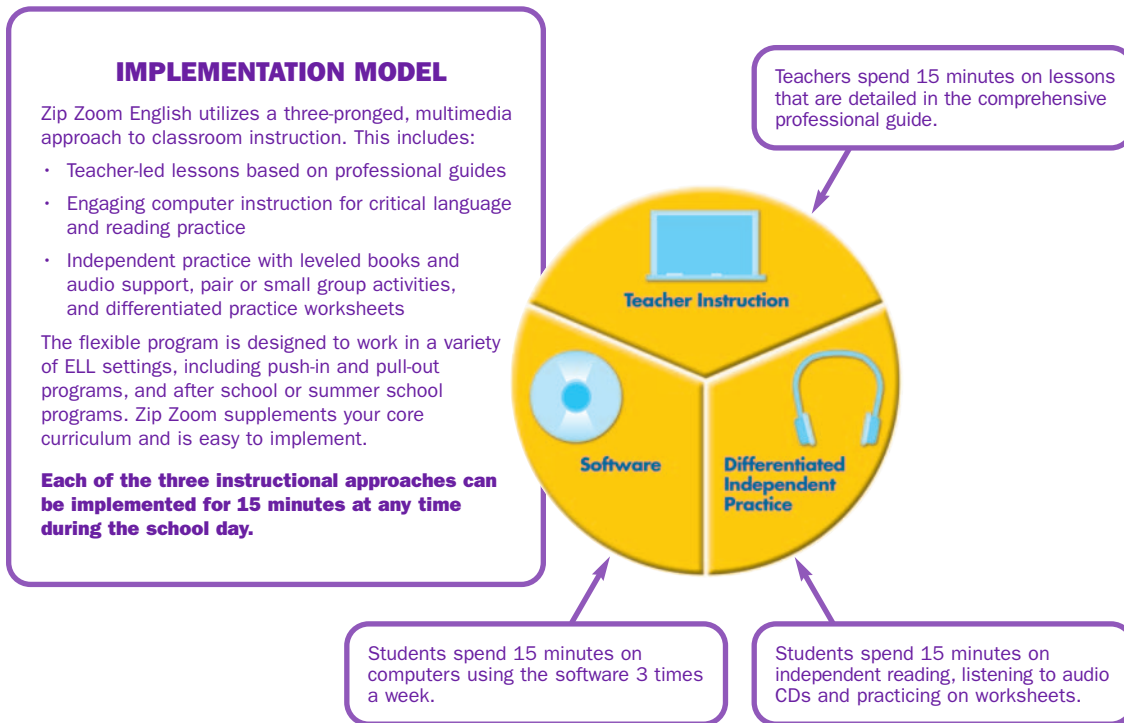 IMPLEMENTATION MODEL
Zip Zoom English utilizes a three-pronged, multimedia
approach to classroom instruction. This includes:
• Teacher-led lessons based on professional guides
• Engaging computer instruction for critical language
and reading practice
• Independent practice with leveled books and
audio support, pair or small group activities,
and differentiated practice worksheets
The flexible program is designed to work in a variety
of ELL settings, including push-in and pull-out
programs, and after school or summer school
programs. Zip Zoom supplements your core
curriculum and is easy to implement.
Each of the three instructional approaches can
be implemented for 15 minutes at any time
during the school day.
Teachers spend 15 minutes on lessons
that are detailed in the comprehensive
professional guide.
Teacher Instruction
Software
Differentiated
Independent
Practice
Students spend 15 minutes on
computers using the software 3 times
a week.
Students spend 15 minutes on
independent reading, listening to audio
CDs and practicing on worksheets.